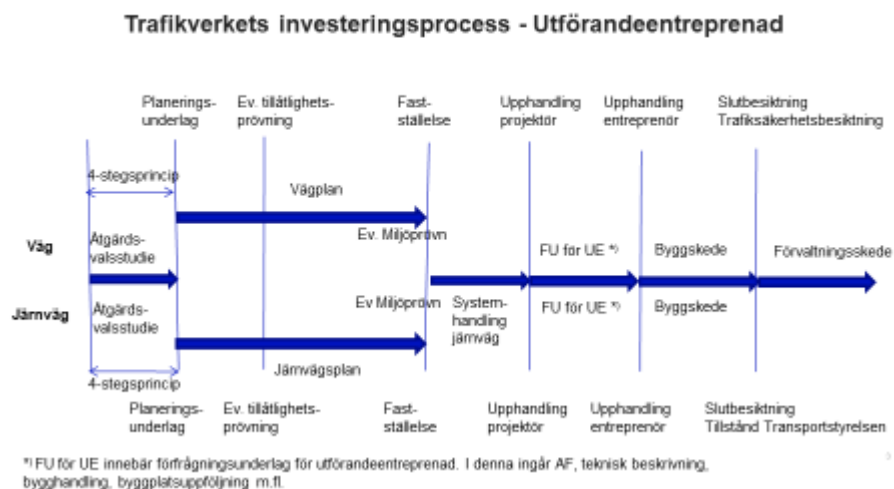 Trafikverkets investeringsprocess - Utförandeentreprenad
Planerings-
underlag
Ev. tillåtlighets-
prövning
Fast-
ställelse
Upphandling
projektör
Upphandling
entreprenör
Slutbesiktning
Trafiksäkerhetsbesiktning
4-stegsprincip
Vägplan
Ev. Miljöprövn
Väg
Åtgärds-
valsstudie
FU för UE *)
Byggskede
Förvaltningsskede
Järnväg
Åtgärds-
valsstudie
Ev Miljöprövn
System-
handling
järnväg
FU för UE *)
Byggskede
Järnvägsplan
4-stegsprincip
Planerings-
underlag
Ev. tillåtlighets-
prövning
Fast-
ställelse
Upphandling
projektör
Upphandling
entreprenör
Slutbesiktning
Tillstånd Transportstyrelsen
*) FU för UE innebär förfrågningsunderlag för utförandeentreprenad. I denna ingår AF, teknisk beskrivning,
bygghandling, byggplatsuppföljning m.fl.